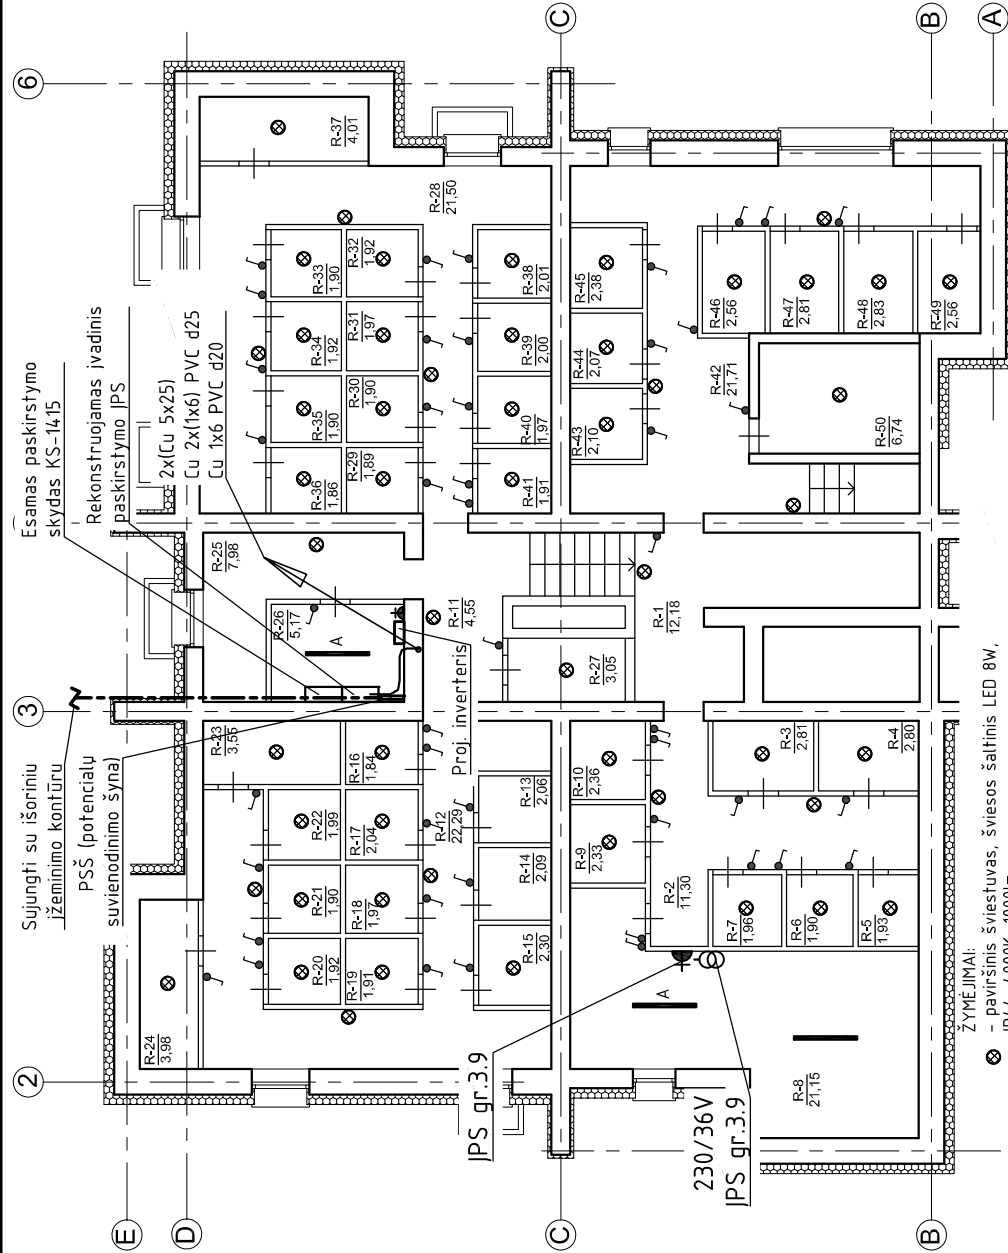 6
3
2
E
D
C
B
A
C
B
Esamas paskirstymo
skydas KS-1415
Rekonstruojamas įvadinis
paskirstymo ĮPS
2x(Cu 5x25)
Cu 2x(1x6) PVC d25
Cu 1x6 PVC d20
Sujungti su išoriniu
įžeminimo kontūru
PSŠ (potencialų
suvienodinimo šyna)
Proj. inverteris
ĮPS gr.3.9
230/36V
ĮPS gr.3.9
R-37
4,01
R-28
21,50
R-33
1,90
R-32
1,92
R-34
1,92
R-31
1,97
R-35
1,90
R-30
1,90
R-36
1,86
R-29
1,89
R-38
2,01
R-39
2,00
R-40
1,97
R-41
1,91
R-45
2,38
R-44
2,07
R-43
2,10
R-46
2,56
R-47
2,81
R-48
2,83
R-49
2,56
R-42
21,71
R-50
6,74
R-25
7,98
R-26
5,17
A
R-11
4,55
R-1
12,18
R-27
3,05
R-23
3,55
R-16
1,84
R-22
1,99
R-17
2,04
R-21
1,90
R-18
1,97
R-20
1,92
R-19
1,91
R-24
3,98
R-12
22,29
R-13
2,06
R-14
2,09
R-15
2,30
R-10
2,36
R-9
2,33
R-2
11,30
R-3
2,81
R-4
2,80
R-7
1,96
R-6
1,90
R-5
1,93
A
R-8
21,15
ŽYMĖJIMAI:
- paviršinis šviestuvas, šviesos šaltinis LED 8W,